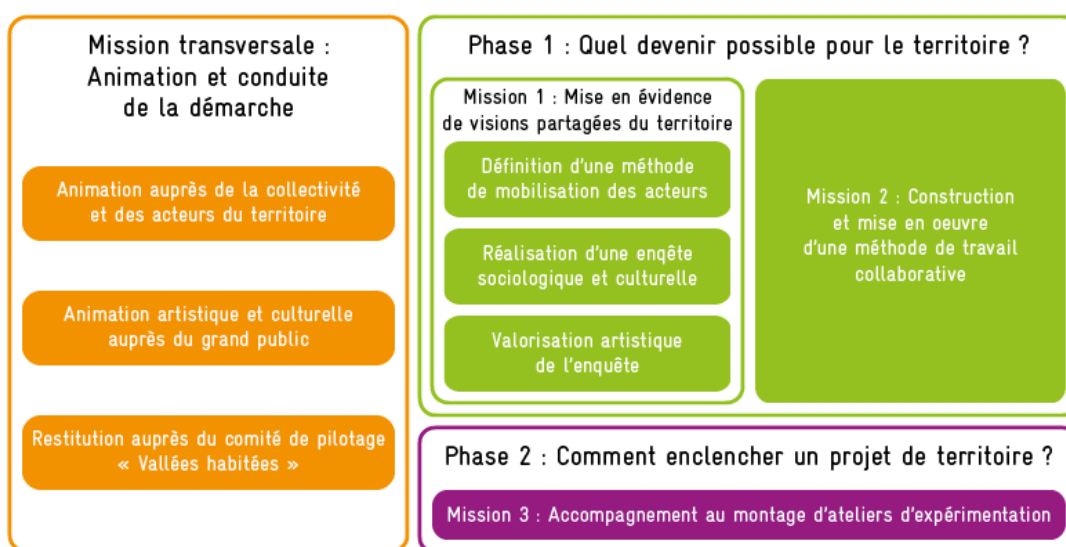 Mission transversale :
Animation et conduite
de la démarche
Animation auprès de la collectivité
et des acteurs du territoire
Animation artistique et culturelle
auprès du grand public
Restitution auprès du comité de pilotage
« Vallées habitées »
Phase 1 : Quel devenir possible pour le territoire ?
Mission 1 : Mise en évidence
de visions partagées du territoire
Définition d'une méthode
de mobilisation des acteurs
Réalisation d'une enqête
sociologique et culturelle
Valorisation artistique
de l'enquête
Mission 2 : Construction
et mise en oeuvre
d'une méthode de travail
collaborative
Phase 2 : Comment enclencher un projet de territoire ?
Mission 3 : Accompagnement au montage d'ateliers d'expérimentation